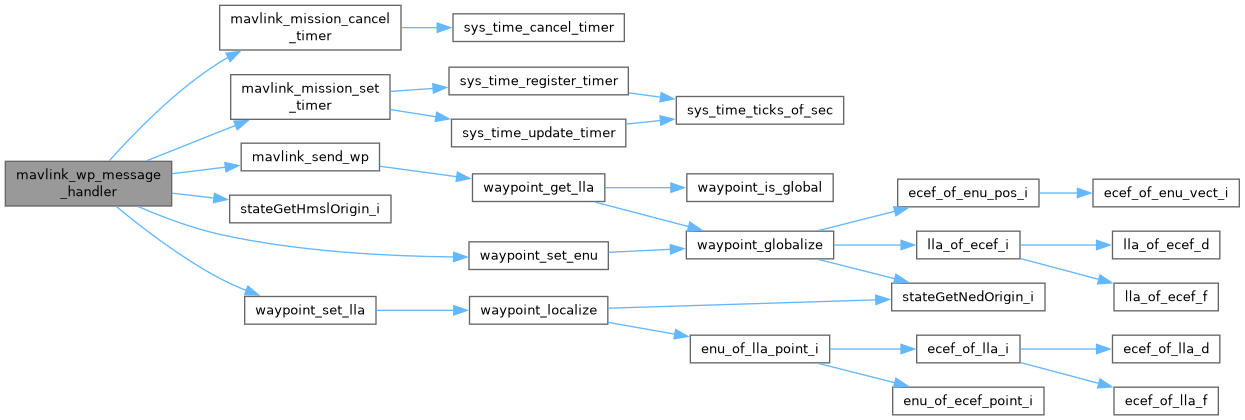 mavlink_mission_cancel
_timer
sys_time_cancel_timer
mavlink_mission_set
_timer
sys_time_register_timer
sys_time_ticks_of_sec
sys_time_update_timer
mavlink_wp_message
_handler
mavlink_send_wp
waypoint_get_lla
waypoint_is_global
ecef_of_enu_pos_i
ecef_of_enu_vect_i
stateGetHmslOrigin_i
waypoint_set_enu
waypoint_globalize
lla_of_ecef_i
lla_of_ecef_d
stateGetNedOrigin_i
lla_of_ecef_f
waypoint_set_lla
waypoint_localize
enu_of_lla_point_i
ecef_of_lla_i
ecef_of_lla_d
enu_of_ecef_point_i
ecef_of_lla_f